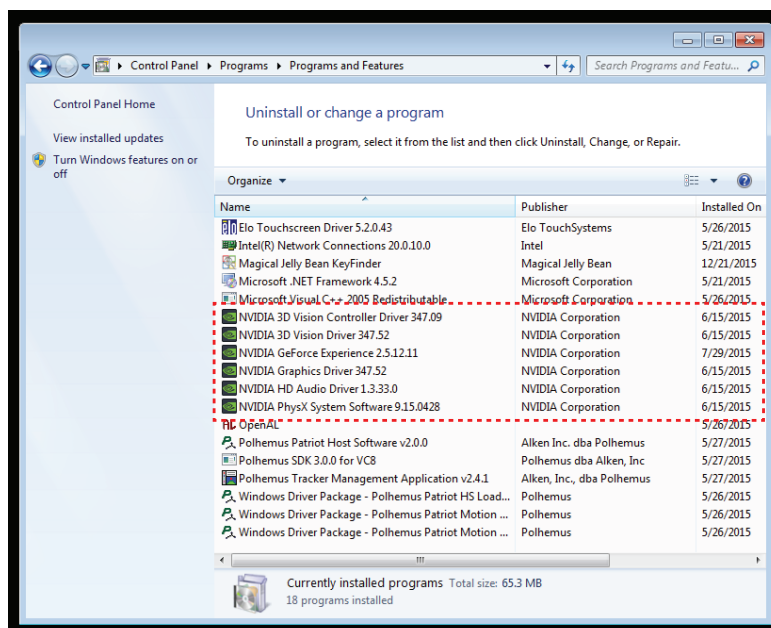 Control Panel Programs Programs and Features Search Programs and Featu...
Control Panel Home
View installed updates
Turn Windows features on or
off
Uninstall or change a program
To uninstall a program, select it from the list and then click Uninstall, Change, or Repair.
Organize
Name Publisher Installed On
Elo Touchscreen Driver 5.2.0.43 Elo TouchSystems 5/26/2015
Intel(R) Network Connections 20.0.10.0 Intel 5/21/2015
Magical Jelly Bean KeyFinder Magical Jelly Bean 12/21/2015
Microsoft .NET Framework 4.5.2 Microsoft Corporation 5/21/2015
Microsoft Visual C++ 2005 Redistributable Microsoft Corporation 5/26/2015
NVIDIA 3D Vision Controller Driver 347.09 NVIDIA Corporation 6/15/2015
NVIDIA 3D Vision Driver 347.52 NVIDIA Corporation 6/15/2015
NVIDIA GeForce Experience 2.5.12.11 NVIDIA Corporation 7/29/2015
NVIDIA Graphics Driver 347.52 NVIDIA Corporation 6/15/2015
NVIDIA HD Audio Driver 1.3.33.0 NVIDIA Corporation 6/15/2015
NVIDIA PhysX System Software 9.15.0428 NVIDIA Corporation 6/15/2015
OpenAL 5/26/2015
Polhemus Patriot Host Software v2.0.0 Alken Inc. dba Polhemus 5/27/2015
Polhemus SDK 3.0.0 for VC8 Polhemus dba Alken, Inc 5/27/2015
Polhemus Tracker Management Application v2.4.1 Alken, Inc., dba Polhemus 5/27/2015
Windows Driver Package - Polhemus Patriot HS Load... Polhemus 5/26/2015
Windows Driver Package - Polhemus Patriot Motion ... Polhemus 5/26/2015
Windows Driver Package - Polhemus Patriot Motion ... Polhemus 5/26/2015
Currently installed programs Total size: 65.3 MB
18 programs installed